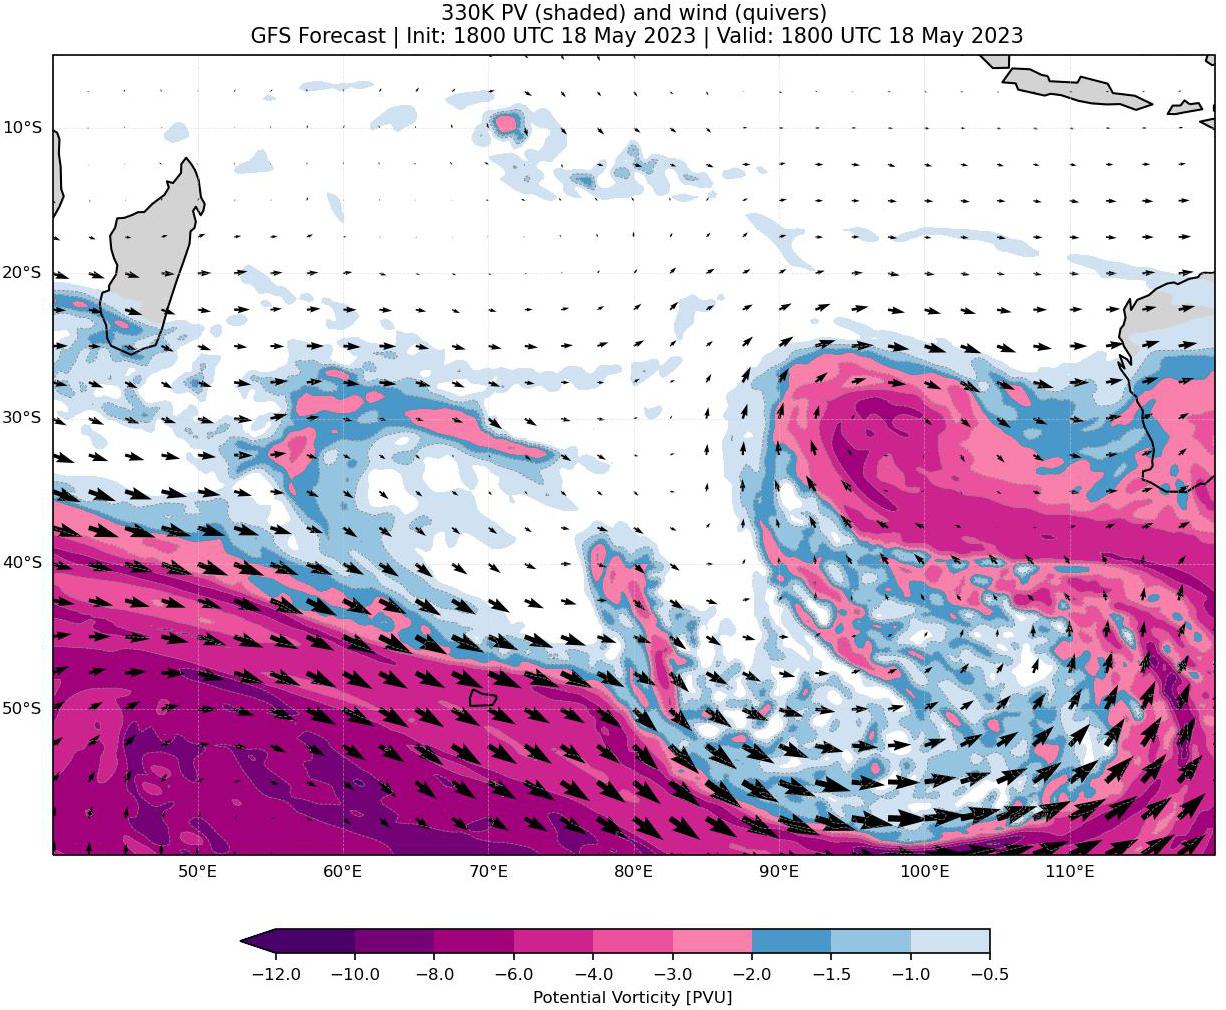 330K PV (shaded) and wind (quivers)
GFS Forecast | Init: 1800 UTC 18 May 2023 | Valid: 1800 UTC 18 May 2023
10°S
20°S
30°S
40°S
50°S
50°E 60°E 70°E 80°E 90°E 100°E 110°E
−12.0 −10.0 −8.0 −6.0 −4.0 −3.0 −2.0 −1.5 −1.0 −0.5
Potential Vorticity [PVU]